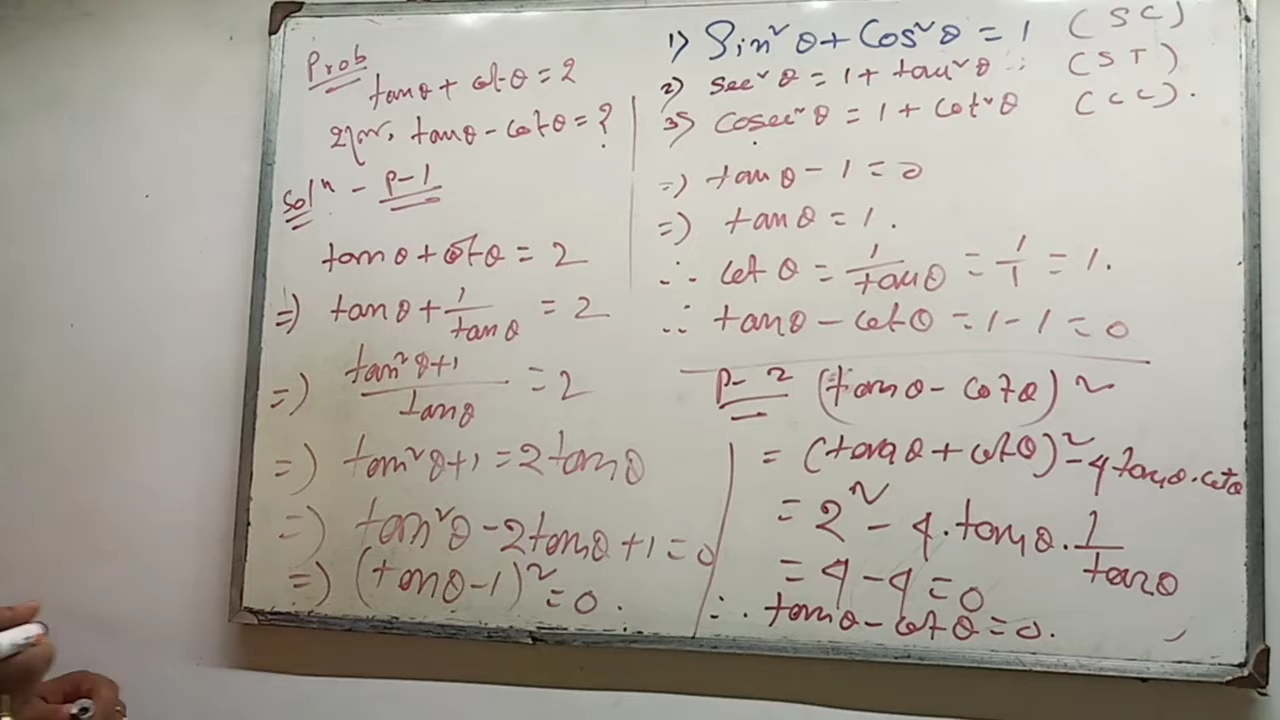 Prob
tanθ + cotθ = 2
tanθ - cotθ = ?
Solⁿ - P-1
tanθ + cotθ = 2
=) tanθ + 1/tanθ = 2
=) tan²θ+1/tanθ = 2
=) tan²θ+1 = 2tanθ
=) tan²θ - 2tanθ + 1 = 0
=) (tanθ - 1)² = 0.
1) Sin²θ + Cos²θ = 1 (SC)
2) sec²θ = 1 + tan²θ (ST)
3) cosec²θ = 1 + cot²θ (CC).
=) tanθ - 1 = 0
=) tanθ = 1.
∴ cotθ = 1/tanθ = 1/1 = 1.
∴ tanθ - cotθ = 1 - 1 = 0
P-2 (tanθ - cotθ)²
= (tanθ + cotθ)² - 4tanθ.cotθ
= 2² - 4.tanθ.1/tanθ
= 4 - 4 = 0
∴ tanθ - cotθ = 0.